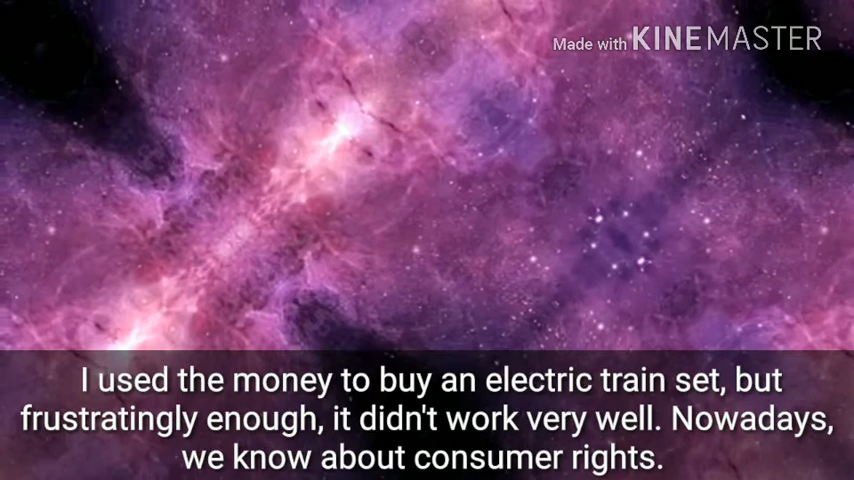 Made with KINEMASTER
I used the money to buy an electric train set, but
frustratingly enough, it didn't work very well. Nowadays,
we know about consumer rights.